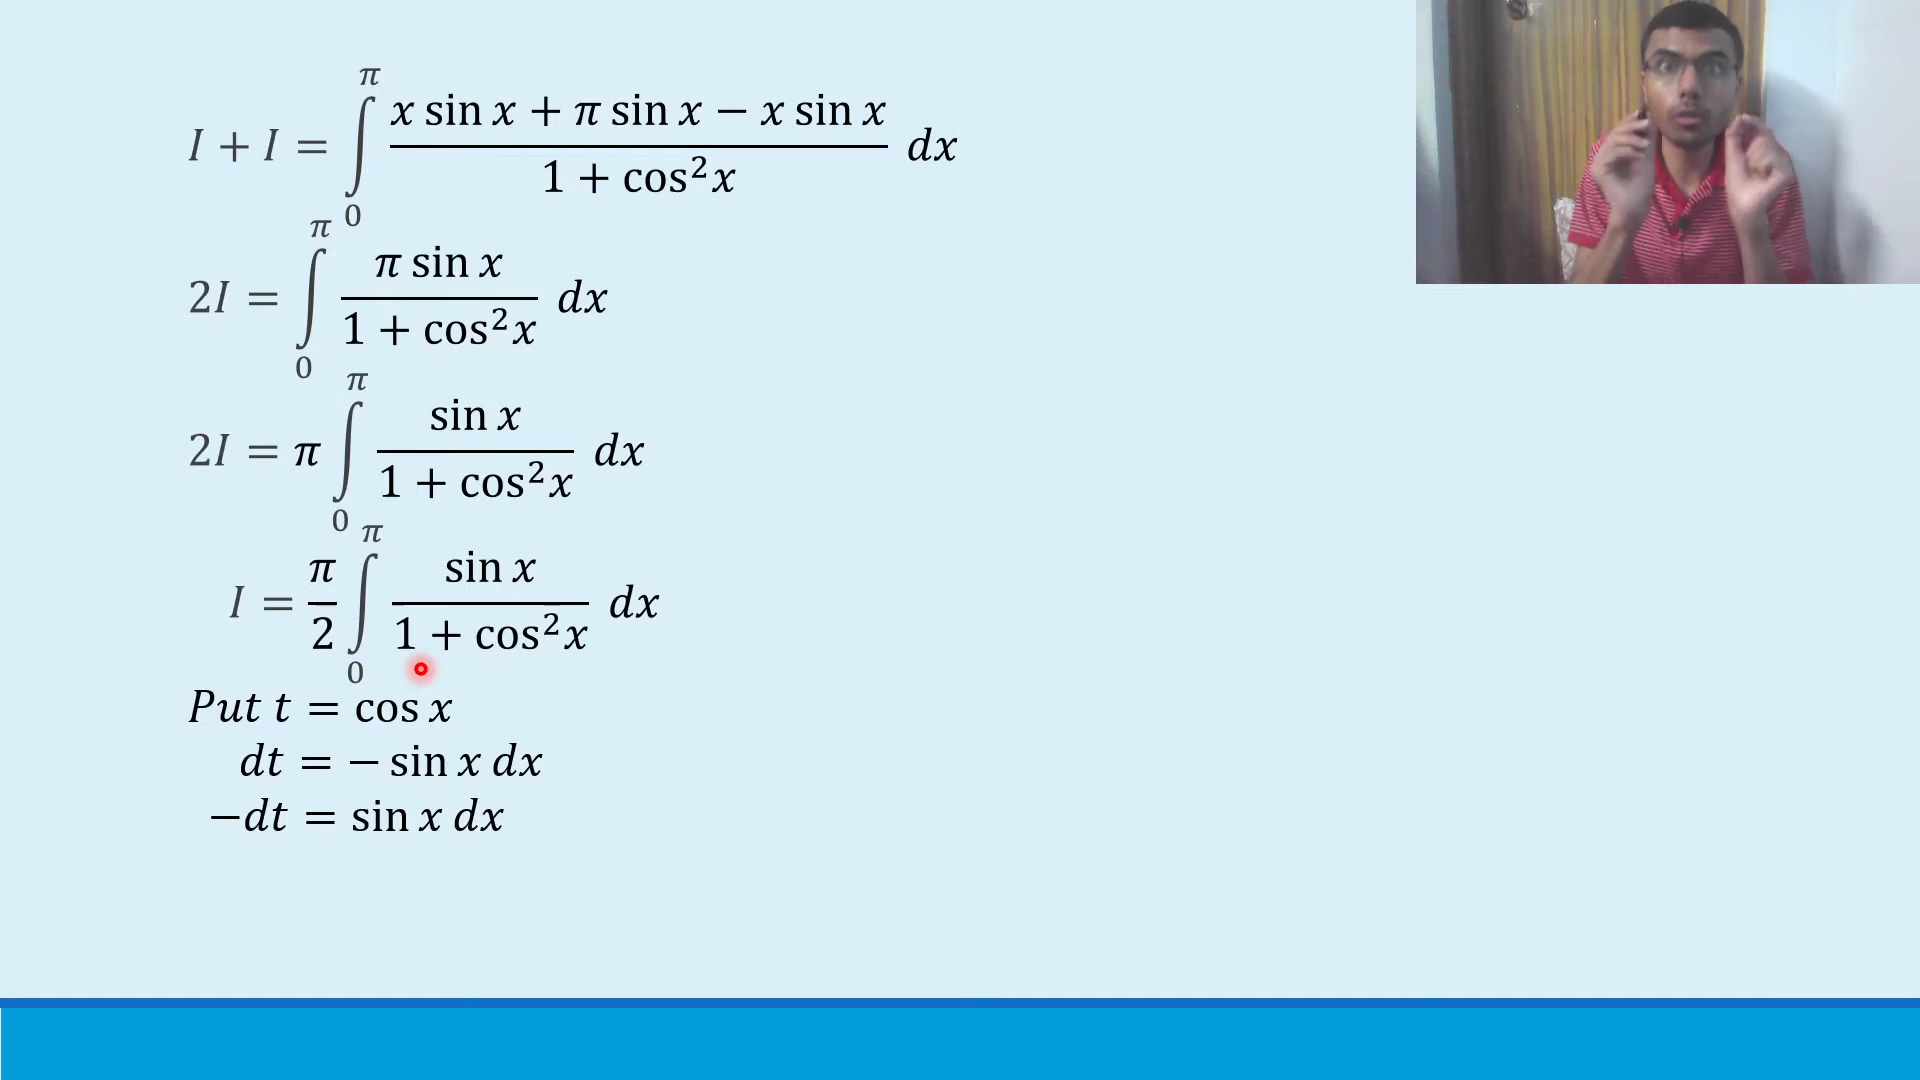 I + I = ∫₀^π (x sin x + π sin x − x sin x)/(1 + cos²x) dx
2I = ∫₀^π (π sin x)/(1 + cos²x) dx
2I = π ∫₀^π (sin x)/(1 + cos²x) dx
I = π/2 ∫₀^π (sin x)/(1 + cos²x) dx
Put t = cos x
dt = − sin x dx
−dt = sin x dx